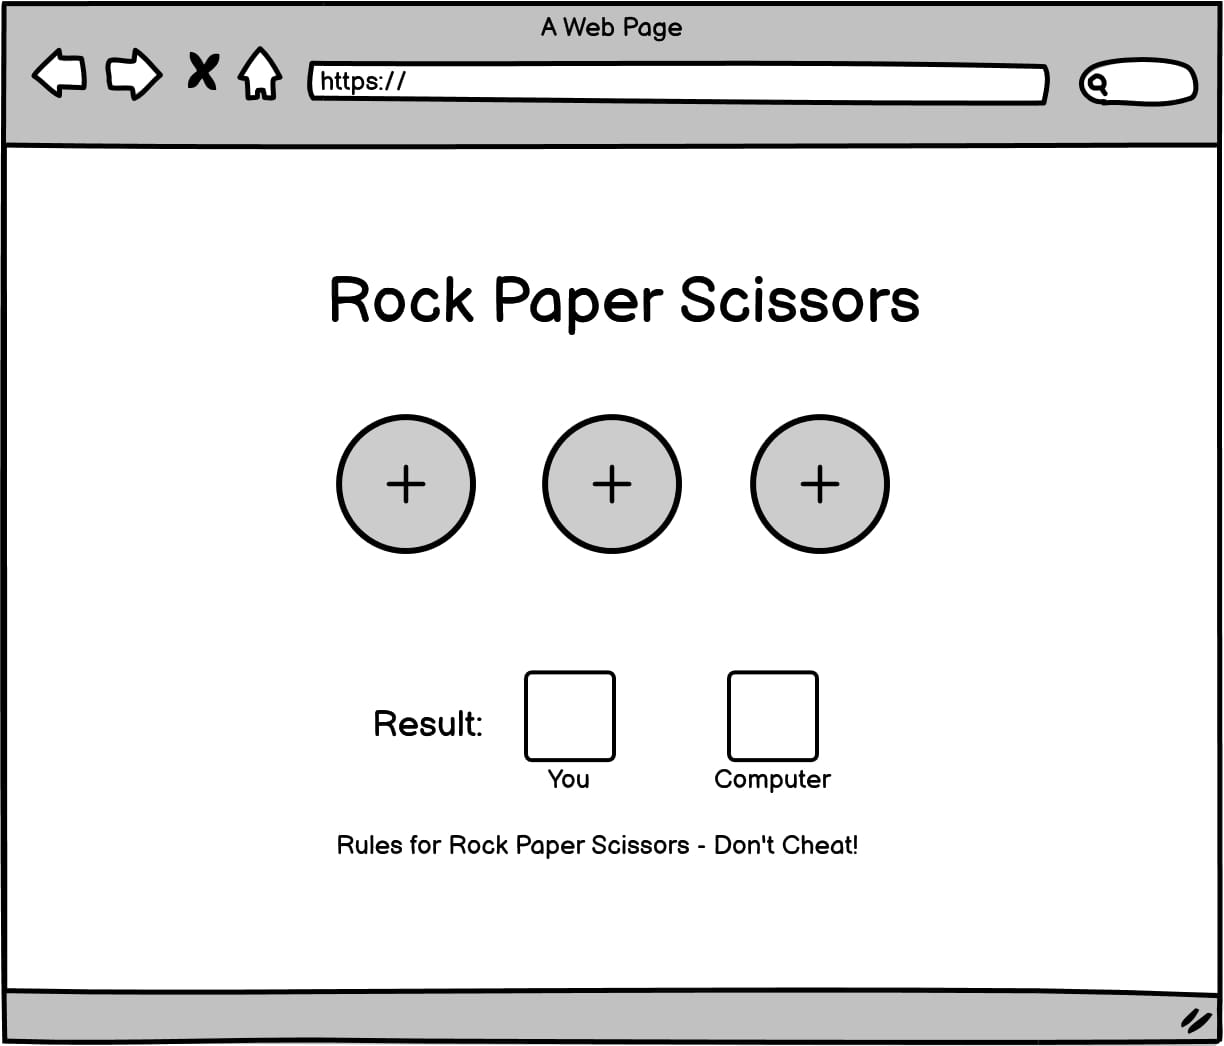 A Web Page
https://
Rock Paper Scissors
Result:
You
Computer
Rules for Rock Paper Scissors - Don't Cheat!